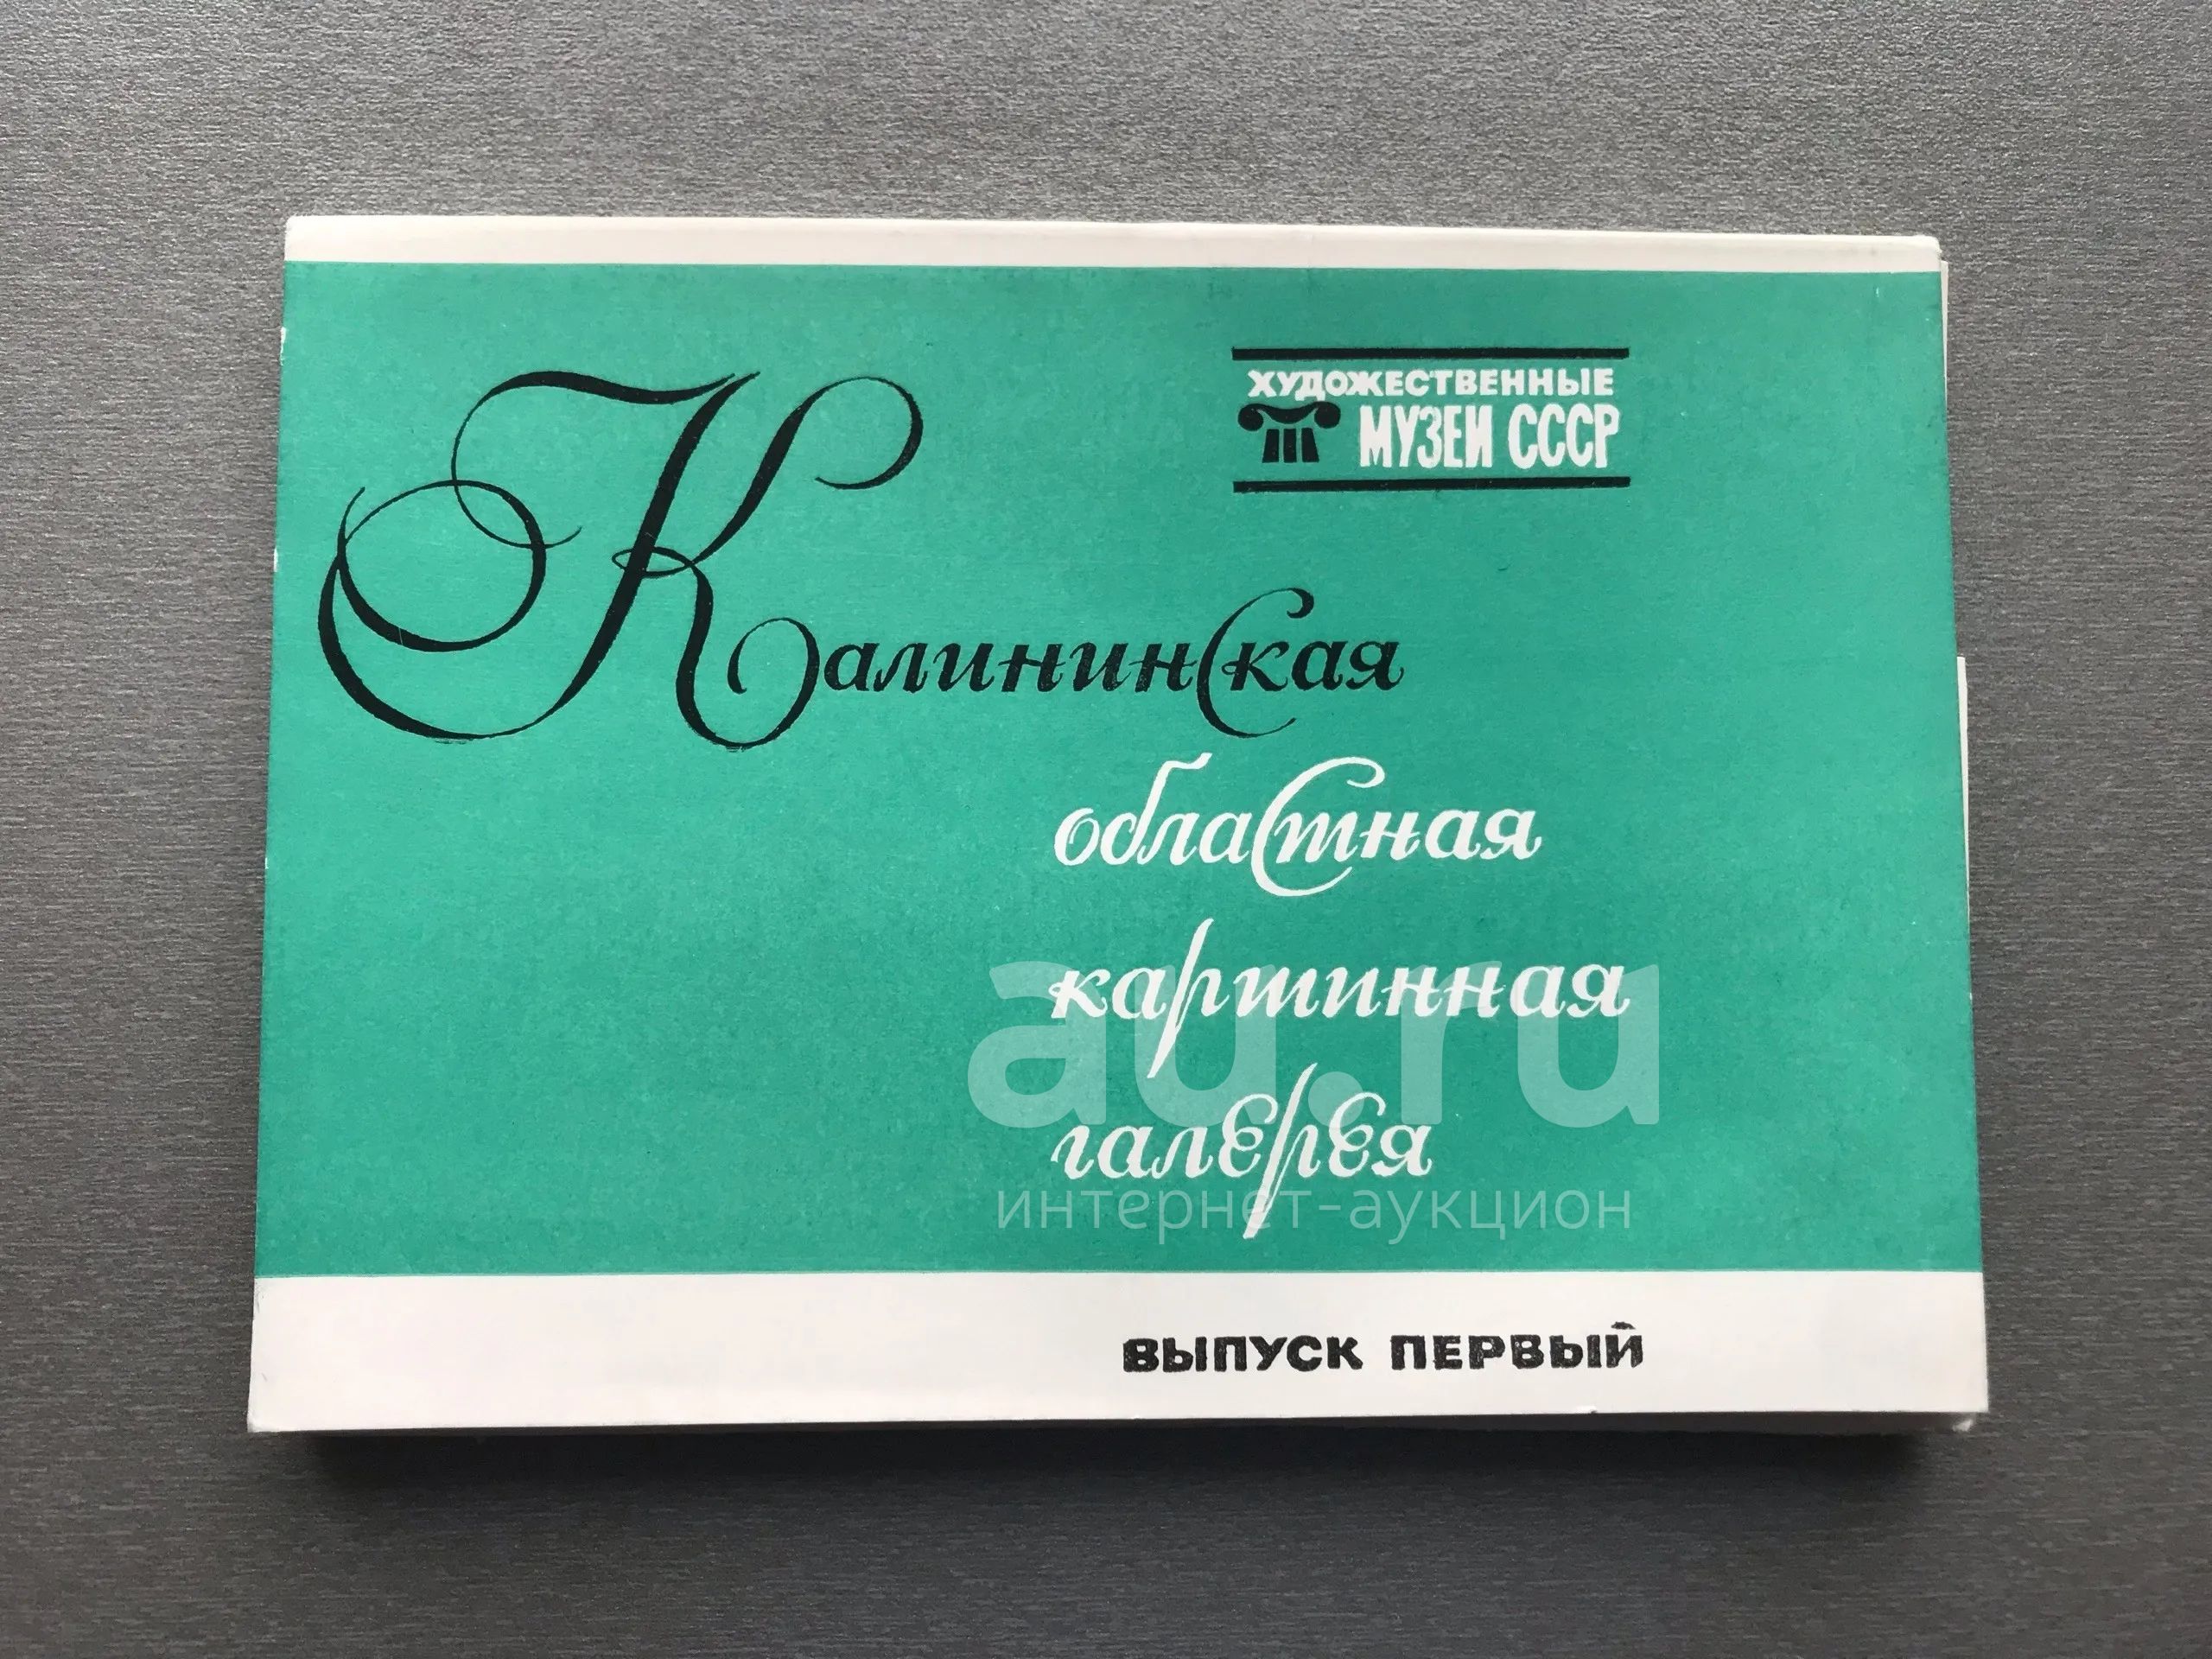 ХУДОЖЕСТВЕННЫЕ
МУЗЕИ СССР
Калининская
областная
картинная
галерея
au.ru
интернет-аукцион
ВЫПУСК ПЕРВЫЙ